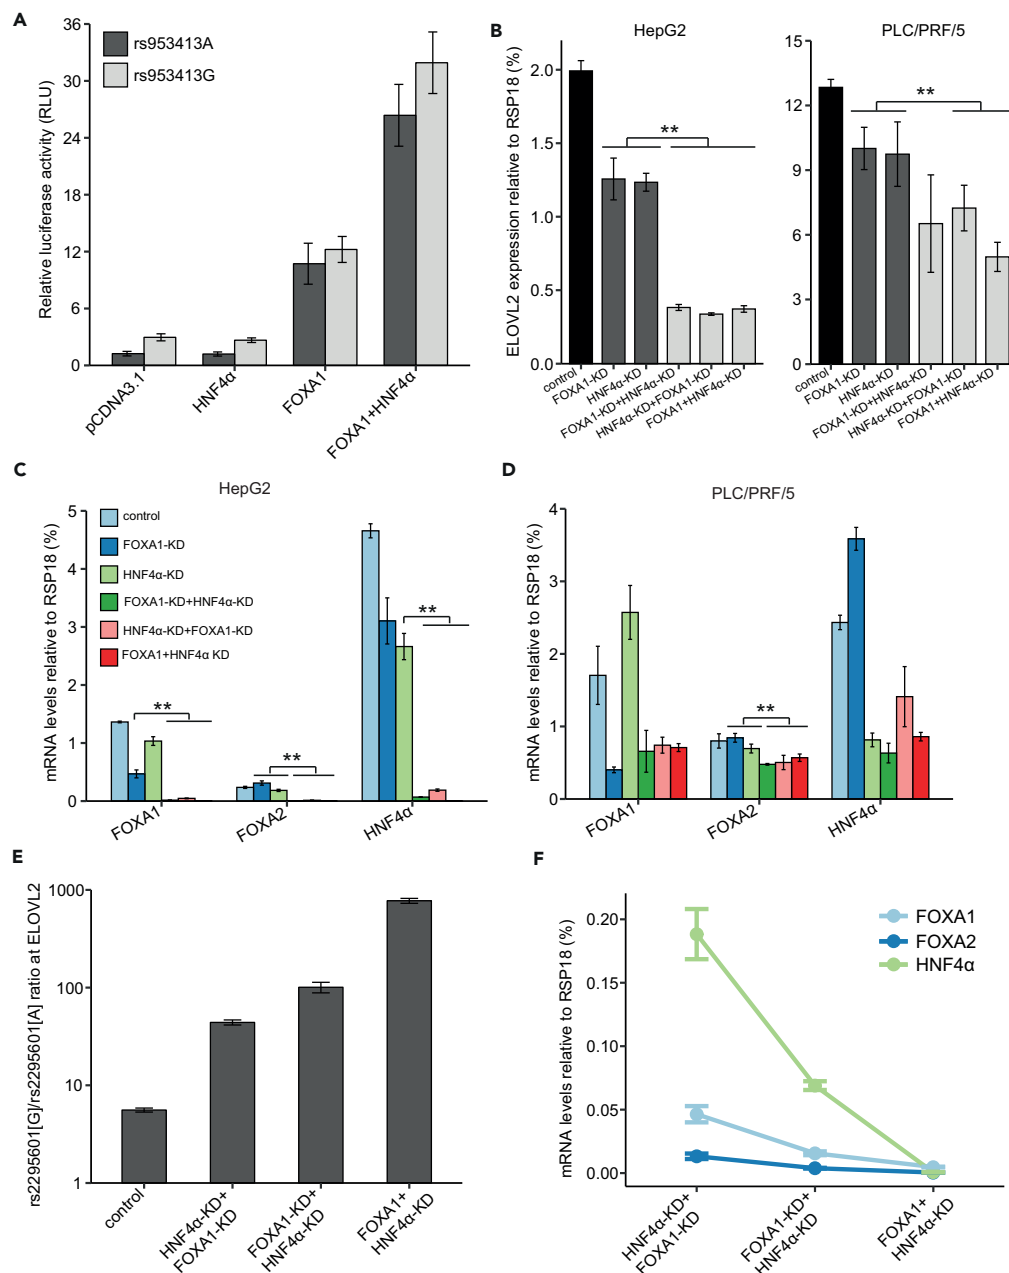 A
Relative luciferase activity (RLU)
36
30
24
18
12
6
0
rs953413A
rs953413G
pCDNA3.1
HNF4α
FOXA1
FOXA1+HNF4α
B
HepG2
ELOVL2 expression relative to RSP18 (%)
2.0
1.5
1.0
0.5
0.0
**
control
FOXA1-KD
HNF4α-KD
FOXA1-KD+HNF4α-KD
HNF4α-KD+FOXA1-KD
FOXA1+HNF4α-KD
PLC/PRF/5
15
12
9
6
3
0
**
control
FOXA1-KD
HNF4α-KD
FOXA1-KD+HNF4α-KD
HNF4α-KD+FOXA1-KD
FOXA1+HNF4α-KD
C
HepG2
mRNA levels relative to RSP18 (%)
5
4
3
2
1
0
control
FOXA1-KD
HNF4α-KD
FOXA1-KD+HNF4α-KD
HNF4α-KD+FOXA1-KD
FOXA1+HNF4α KD
**
**
**
FOXA1
FOXA2
HNF4α
D
PLC/PRF/5
mRNA levels relative to RSP18 (%)
4
3
2
1
0
**
FOXA1
FOXA2
HNF4α
E
rs2295601[G]/rs2295601[A] ratio at ELOVL2
1000
100
10
1
control
HNF4α-KD+
FOXA1-KD
FOXA1-KD+
HNF4α-KD
FOXA1+
HNF4α-KD
F
mRNA levels relative to RSP18 (%)
0.20
0.15
0.10
0.05
0.00
FOXA1
FOXA2
HNF4α
HNF4α-KD+
FOXA1-KD
FOXA1-KD+
HNF4α-KD
FOXA1+
HNF4α-KD